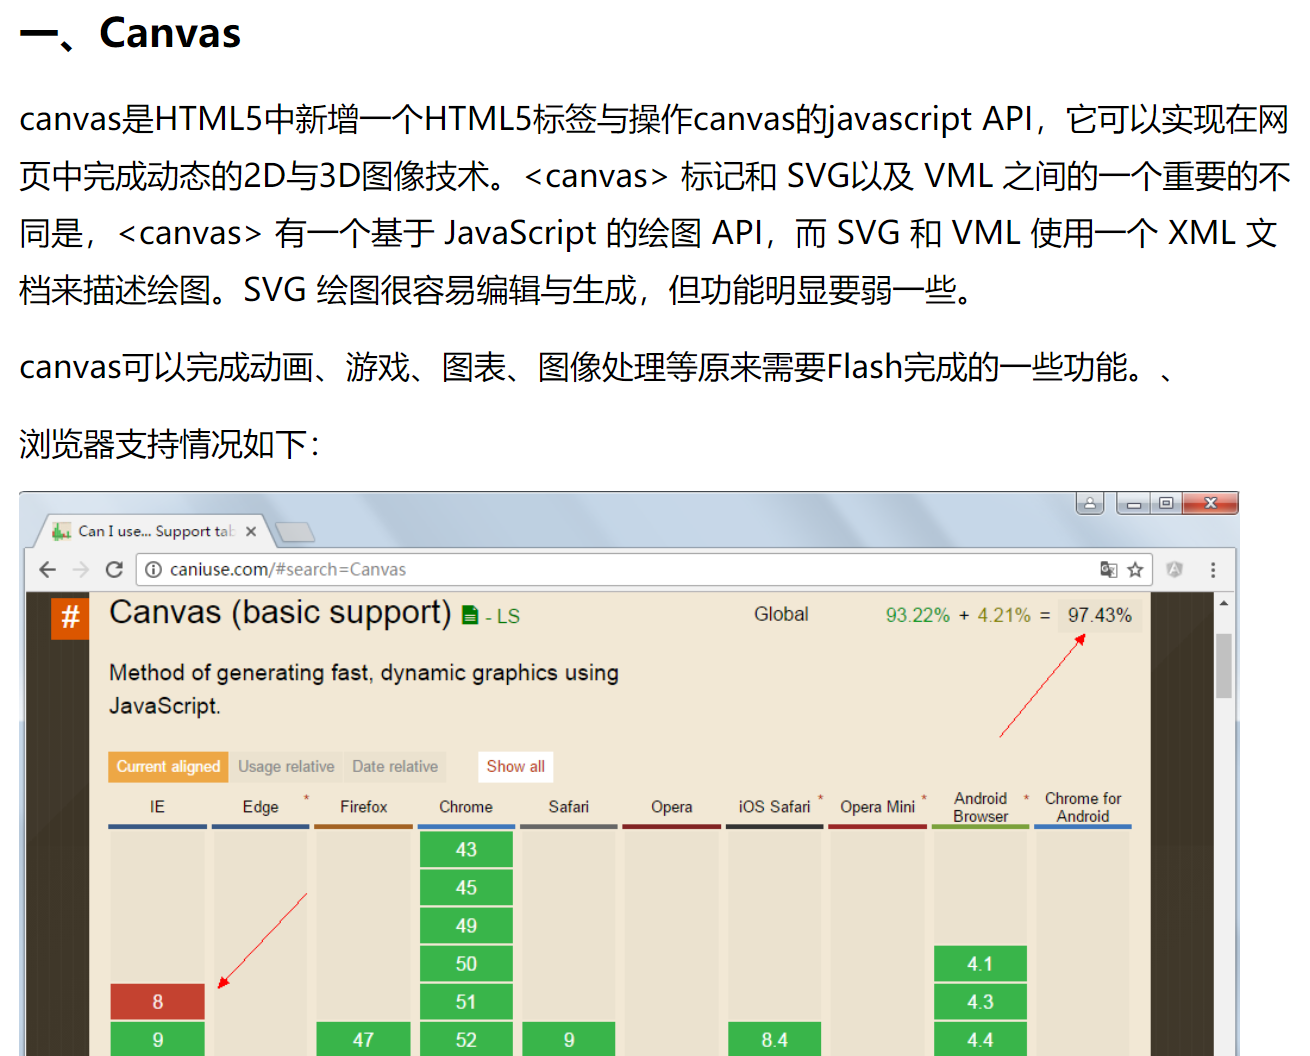 一、Canvas
canvas是HTML5中新增一个HTML5标签与操作canvas的javascript API，它可以实现在网
页中完成动态的2D与3D图像技术。<canvas> 标记和 SVG以及 VML 之间的一个重要的不
同是，<canvas> 有一个基于 JavaScript 的绘图 API，而 SVG 和 VML 使用一个 XML 文
档来描述绘图。SVG 绘图很容易编辑与生成，但功能明显要弱一些。
canvas可以完成动画、游戏、图表、图像处理等原来需要Flash完成的一些功能。、
浏览器支持情况如下：
Can I use... Support tab
caniuse.com/#search=Canvas
# Canvas (basic support) - LS Global 93.22% + 4.21% = 97.43%
Method of generating fast, dynamic graphics using
JavaScript.
Current aligned Usage relative Date relative Show all
IE Edge * Firefox Chrome Safari Opera iOS Safari * Opera Mini * Android Browser * Chrome for Android
43
45
49
50 4.1
8 51 4.3
9 47 52 9 8.4 4.4